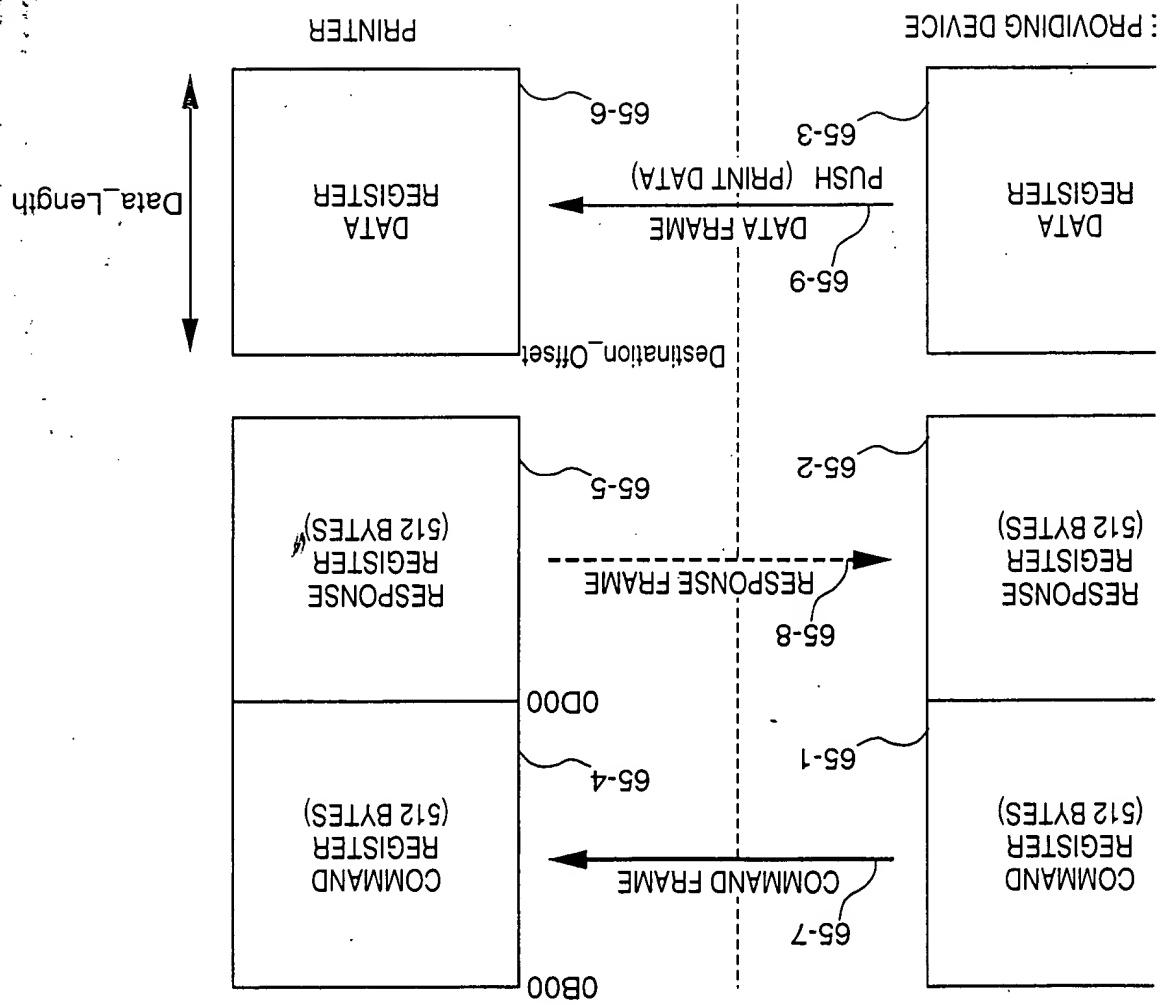 0B00
65-7
COMMAND
REGISTER
(512 BYTES)
COMMAND FRAME
COMMAND
REGISTER
(512 BYTES)
65-1
65-4
0D00
65-8
RESPONSE
REGISTER
(512 BYTES)
RESPONSE FRAME
RESPONSE
REGISTER
(512 BYTES)
65-2
65-5
Destination_Offset
65-9
DATA
REGISTER
DATA FRAME
PUSH (PRINT DATA)
DATA
REGISTER
Data_Length
65-3
65-6
PROVIDING DEVICE
PRINTER